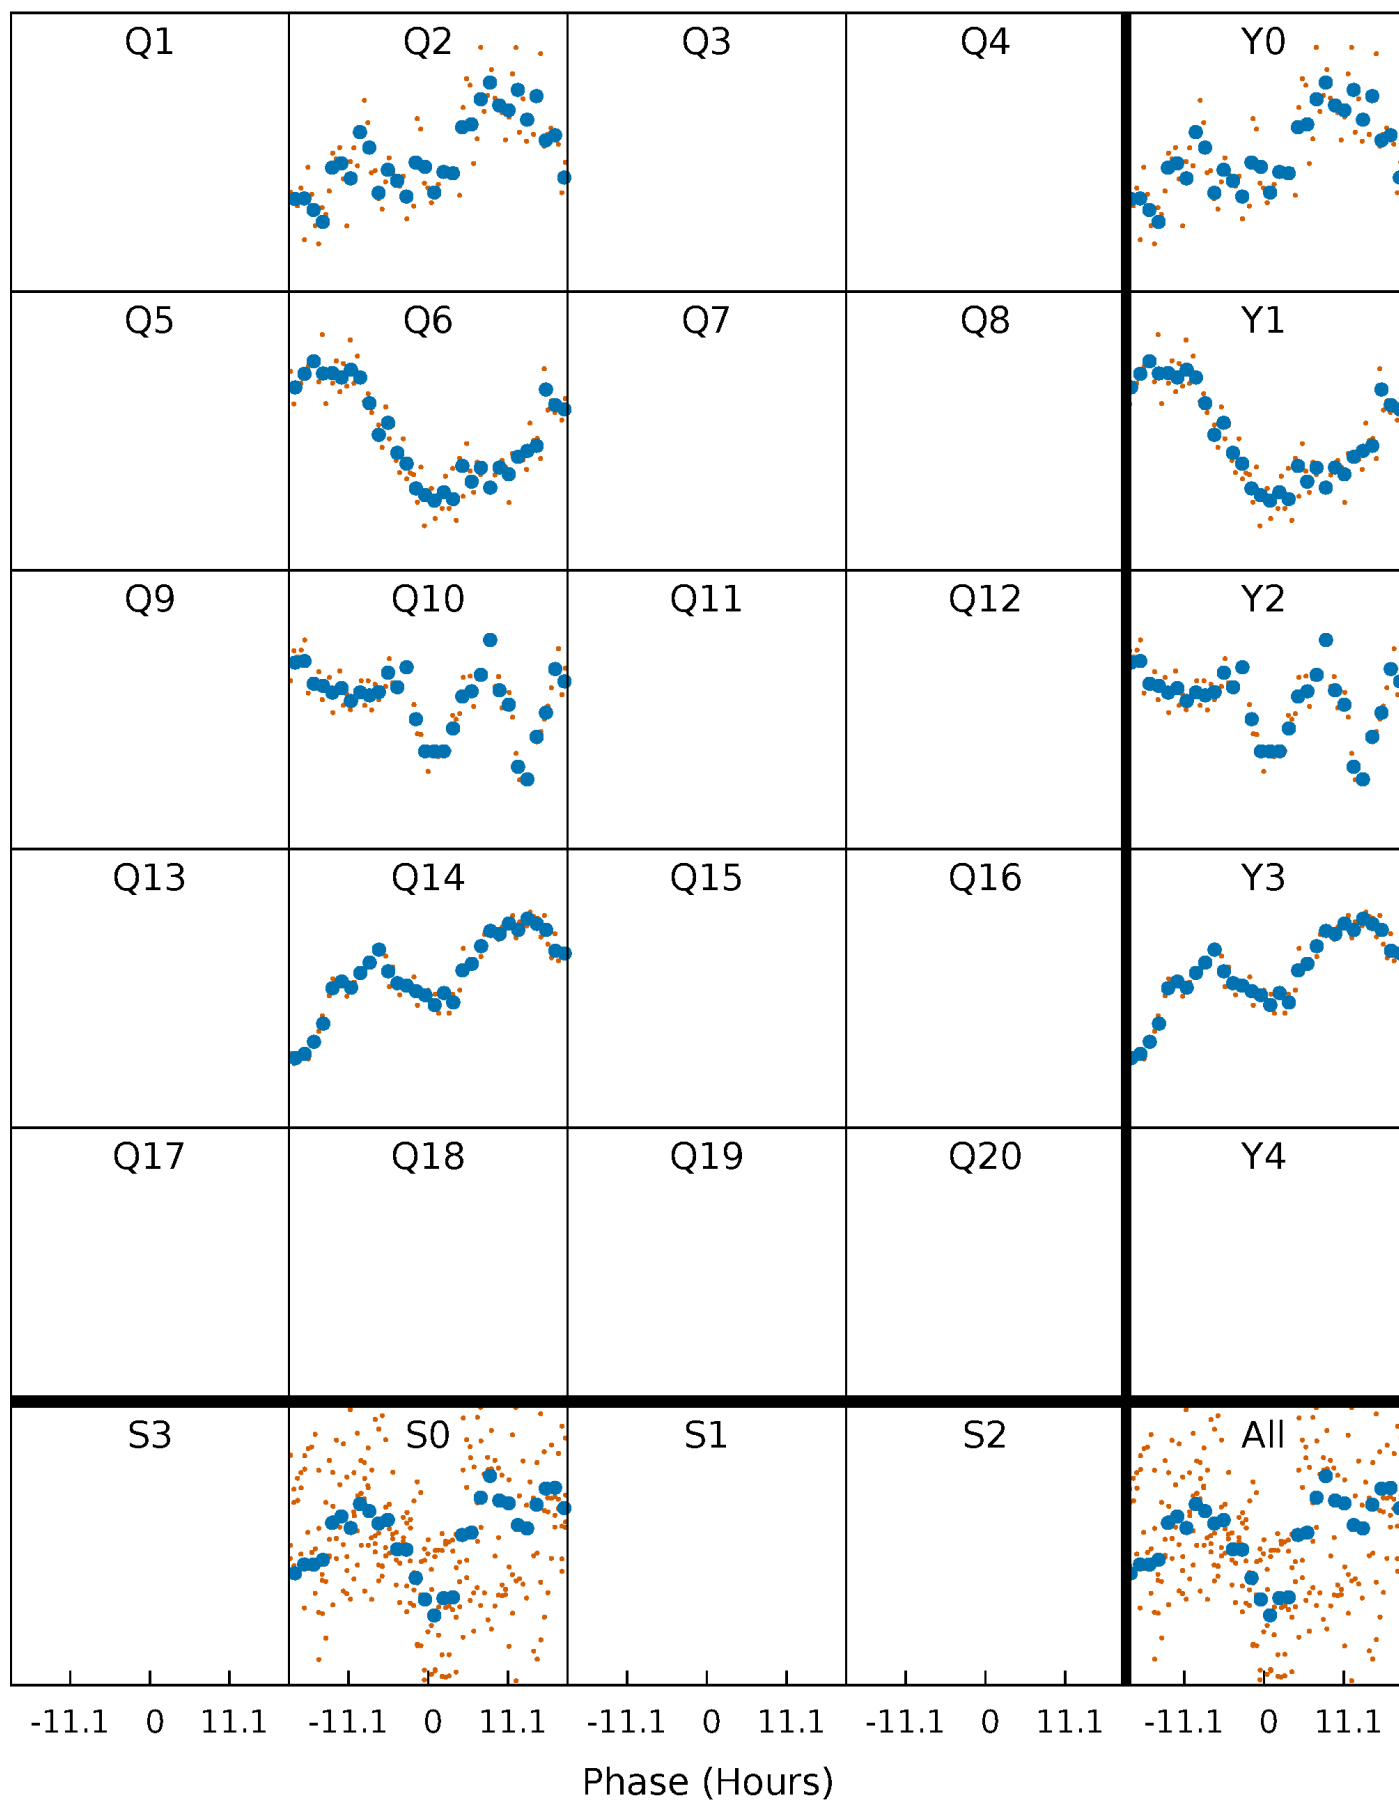 Q1 Q2 Q3 Q4 Y0
Q5 Q6 Q7 Q8 Y1
Q9 Q10 Q11 Q12 Y2
Q13 Q14 Q15 Q16 Y3
Q17 Q18 Q19 Q20 Y4
S3 S0 S1 S2 All
-11.1 0 11.1 -11.1 0 11.1 -11.1 0 11.1 -11.1 0 11.1 -11.1 0 11.1
Phase (Hours)